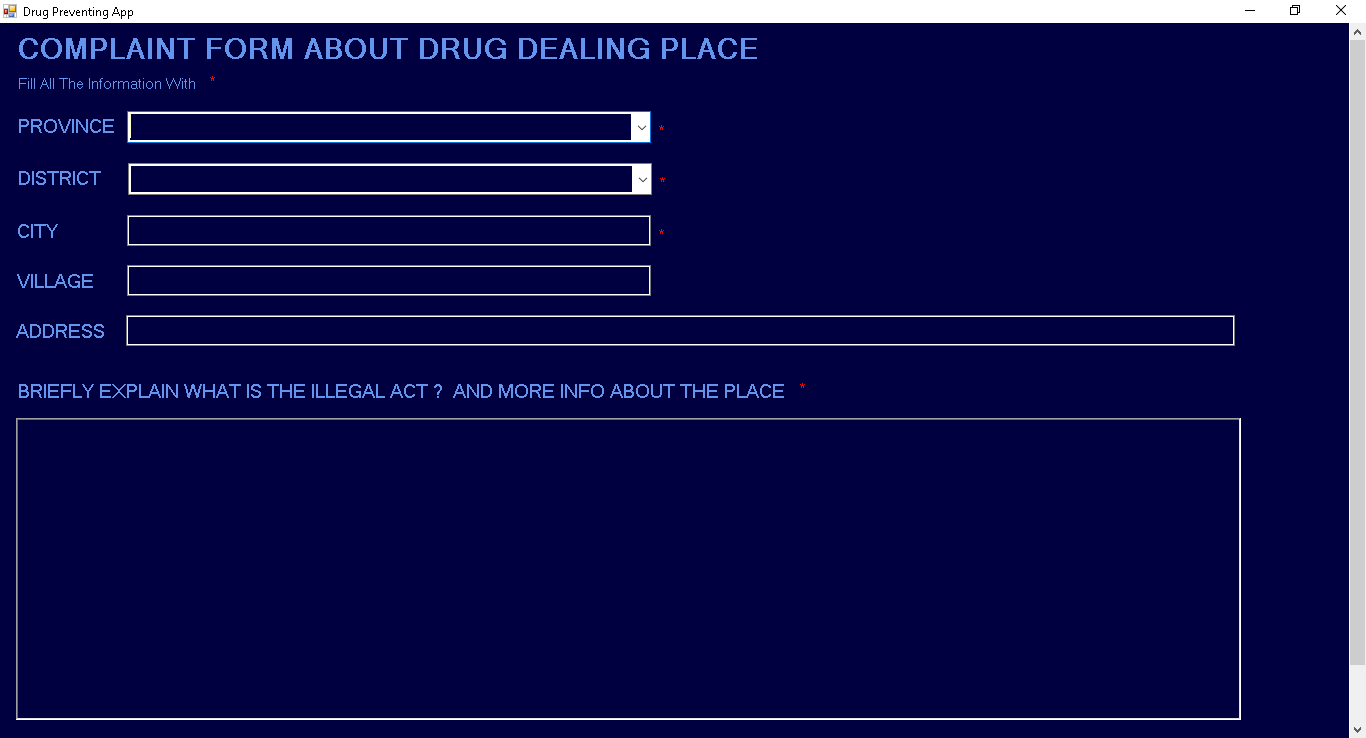 Drug Preventing App
COMPLAINT FORM ABOUT DRUG DEALING PLACE
Fill All The Information With *
PROVINCE *
DISTRICT *
CITY *
VILLAGE
ADDRESS
BRIEFLY EXPLAIN WHAT IS THE ILLEGAL ACT ? AND MORE INFO ABOUT THE PLACE *